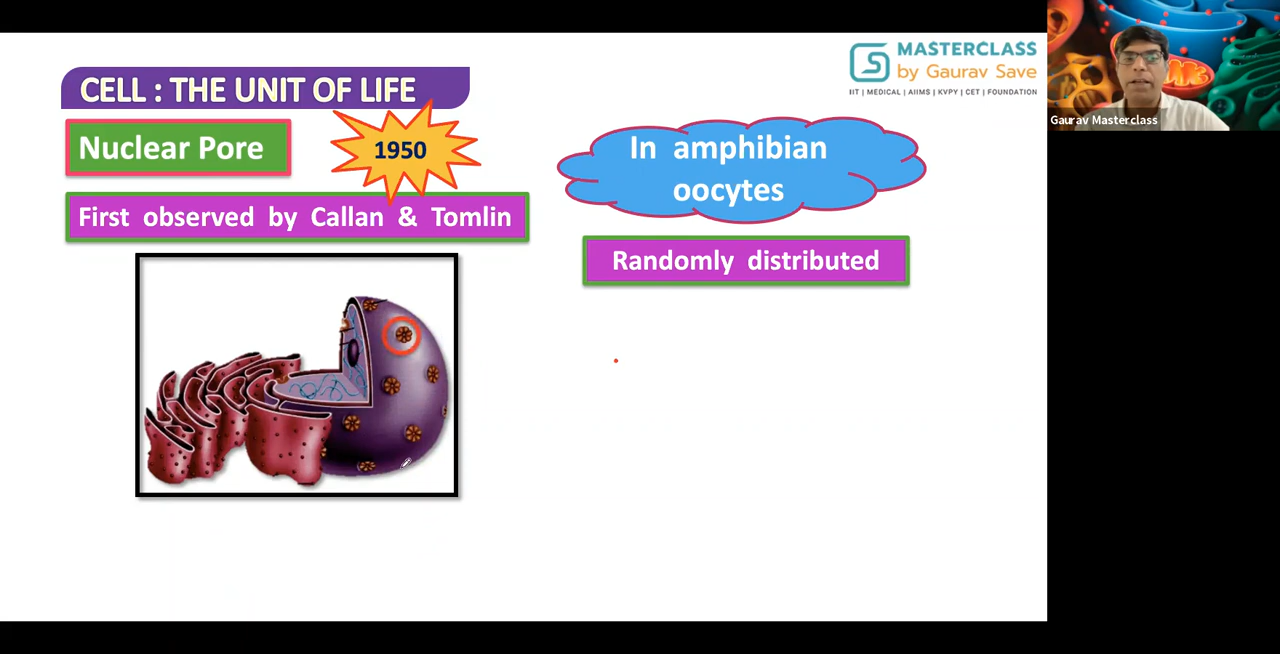 MASTERCLASS
by Gaurav Save
IIT | MEDICAL | AIIMS | KVPY | CET | FOUNDATION
Gaurav Masterclass
CELL : THE UNIT OF LIFE
Nuclear Pore
1950
In amphibian
oocytes
First observed by Callan & Tomlin
Randomly distributed